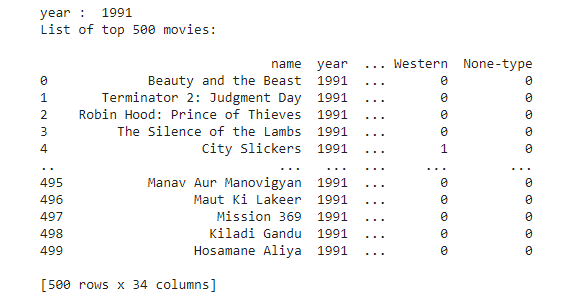 year :  1991
List of top 500 movies:
name  year  ... Western  None-type
0  Beauty and the Beast  1991  ...  0  0
1  Terminator 2: Judgment Day  1991  ...  0  0
2  Robin Hood: Prince of Thieves  1991  ...  0  0
3  The Silence of the Lambs  1991  ...  0  0
4  City Slickers  1991  ...  1  0
..  ...  ...  ...  ...  ...
495  Manav Aur Manovigyan  1991  ...  0  0
496  Maut Ki Lakeer  1991  ...  0  0
497  Mission 369  1991  ...  0  0
498  Kiladi Gandu  1991  ...  0  0
499  Hosamane Aliya  1991  ...  0  0
[500 rows x 34 columns]